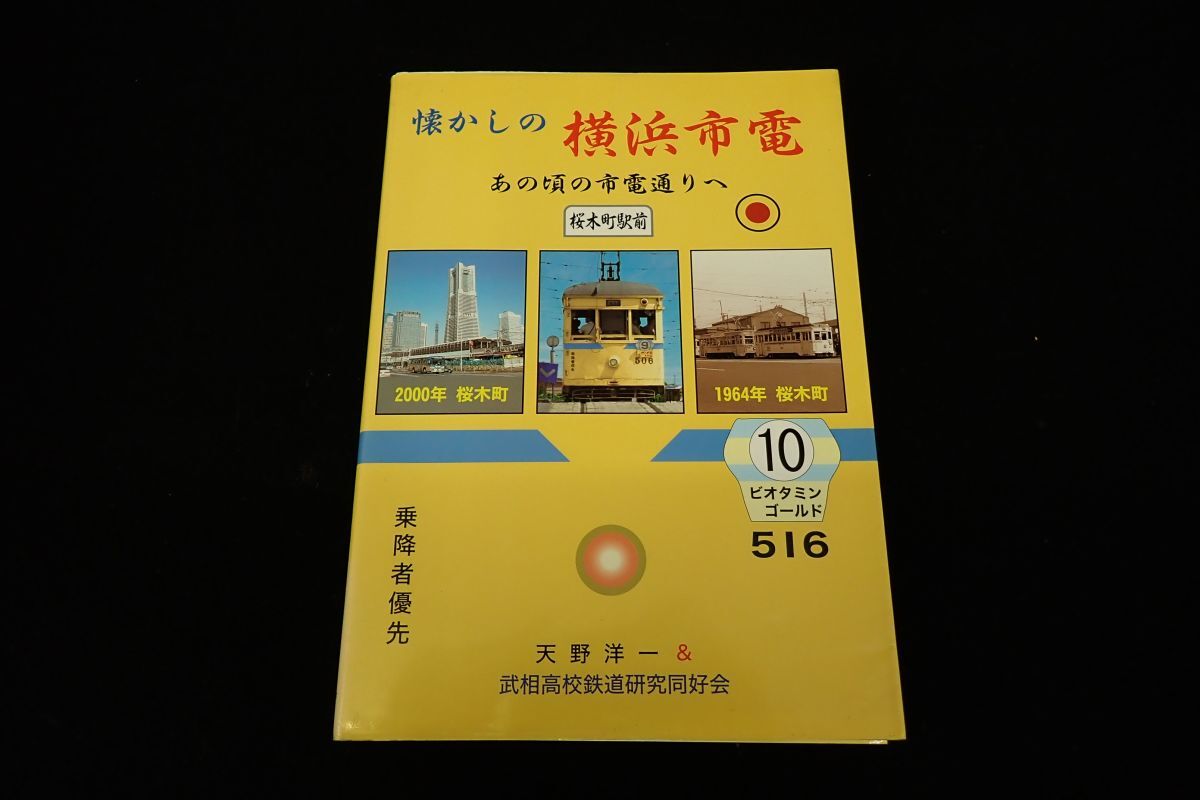 懐かしの 横浜市電
あの頃の市電通りへ
桜木町駅前
2000年 桜木町
9
506
1964年 桜木町
10
ビオタミン
ゴールド
516
乗降者優先
天野洋一 &
武相高校鉄道研究同好会